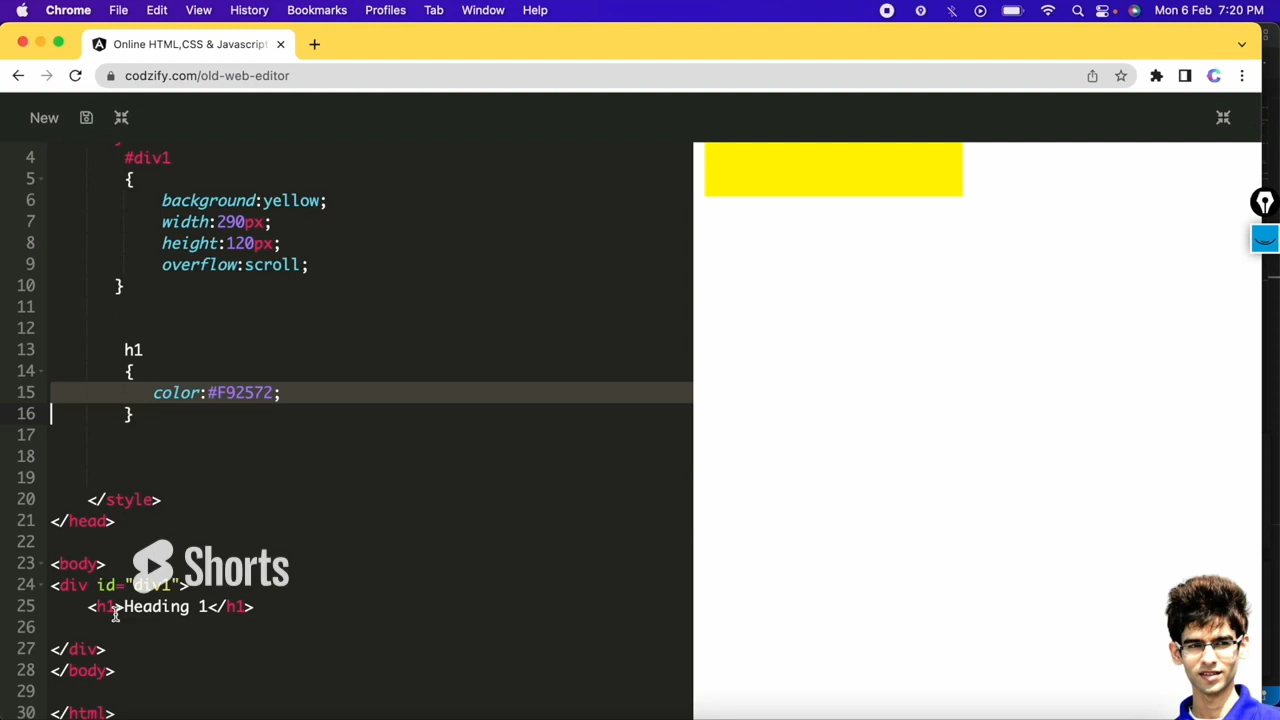 Chrome File Edit View History Bookmarks Profiles Tab Window Help Mon 6 Feb 7:20 PM
Online HTML,CSS & Javascript
codzify.com/old-web-editor
New
4 #div1
5 {
6 background:yellow;
7 width:290px;
8 height:120px;
9 overflow:scroll;
10 }
11
12
13 h1
14 {
15 color:#F92572;
16 }
17
18
19
20 </style>
21 </head>
22
23 <body>
Shorts
24 <div id="div1">
25 <h1>Heading 1</h1>
26
27 </div>
28 </body>
29
30 </html>